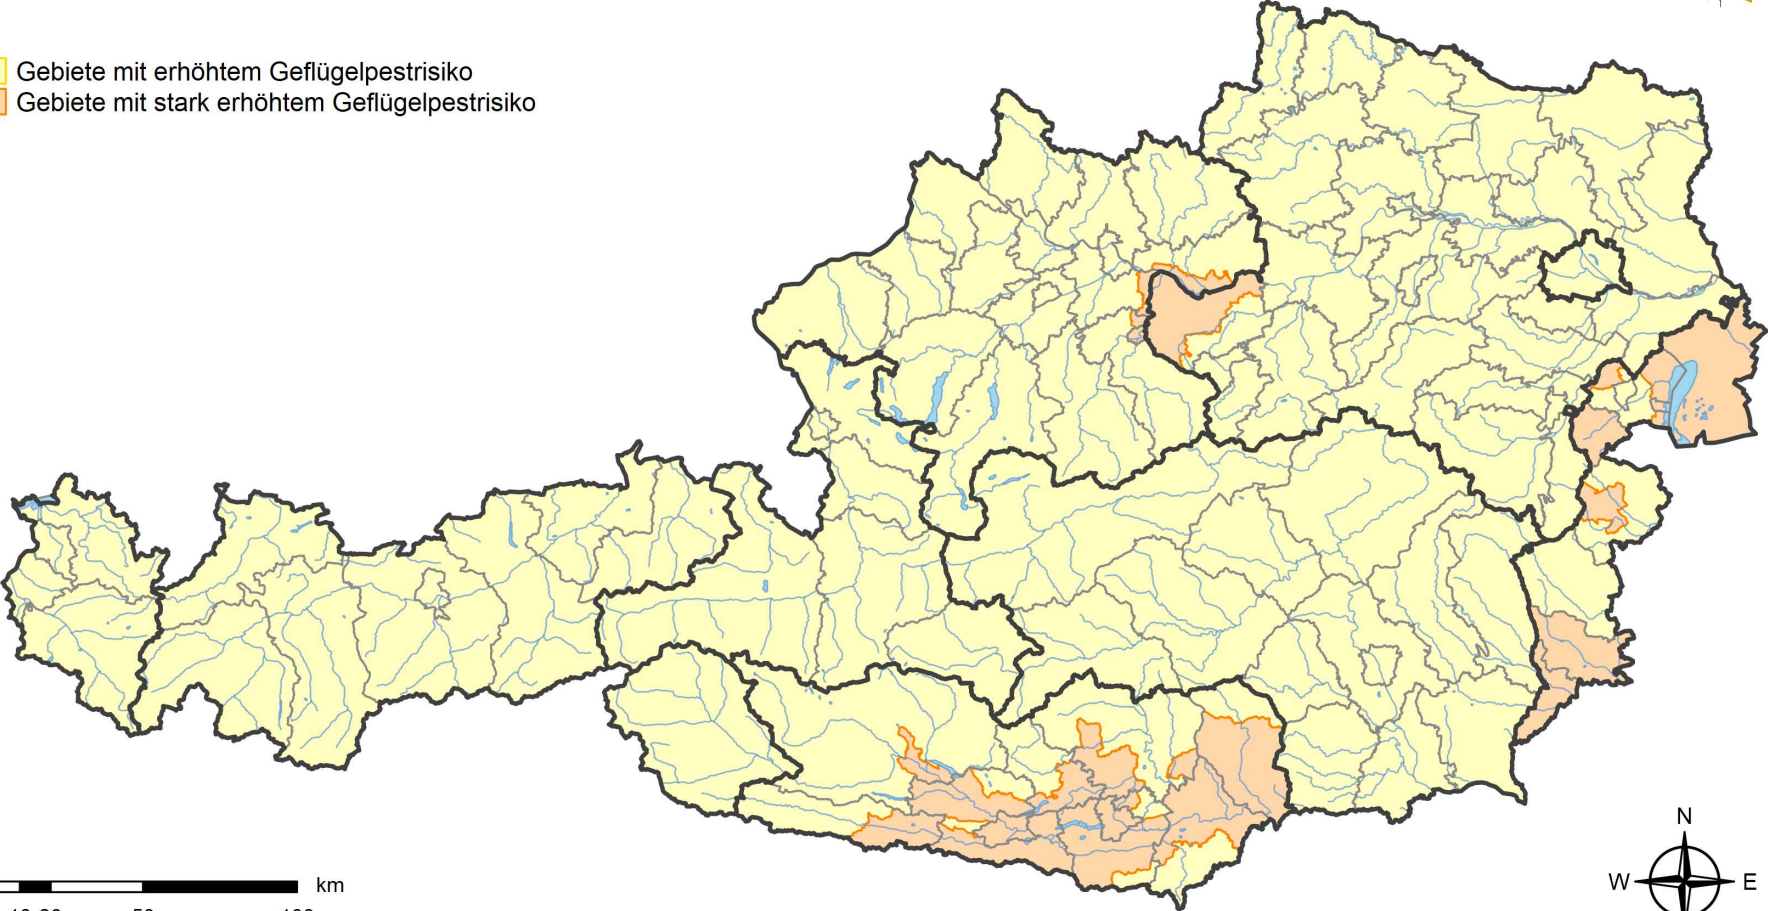 Gebiete mit erhöhtem Geflügelpestrisiko
Gebiete mit stark erhöhtem Geflügelpestrisiko
N
W
E
km